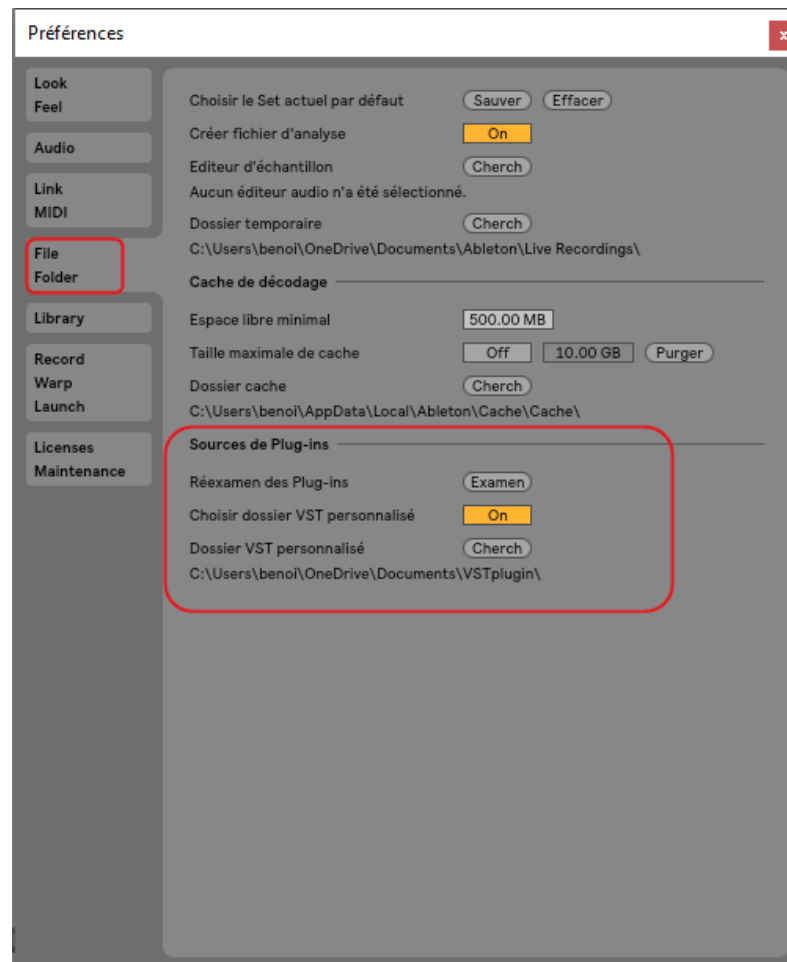 Préférences
x
Look
Feel
Audio
Link
MIDI
File
Folder
Library
Record
Warp
Launch
Licenses
Maintenance
Choisir le Set actuel par défaut Sauver Effacer
Créer fichier d'analyse On
Editeur d'échantillon Cherch
Aucun éditeur audio n'a été sélectionné.
Dossier temporaire Cherch
C:\Users\benoi\OneDrive\Documents\Ableton\Live Recordings\
Cache de décodage
Espace libre minimal 500.00 MB
Taille maximale de cache Off 10.00 GB Purger
Dossier cache Cherch
C:\Users\benoi\AppData\Local\Ableton\Cache\Cache\
Sources de Plug-ins
Réexamen des Plug-ins Examen
Choisir dossier VST personnalisé On
Dossier VST personnalisé Cherch
C:\Users\benoi\OneDrive\Documents\VSTplugin\